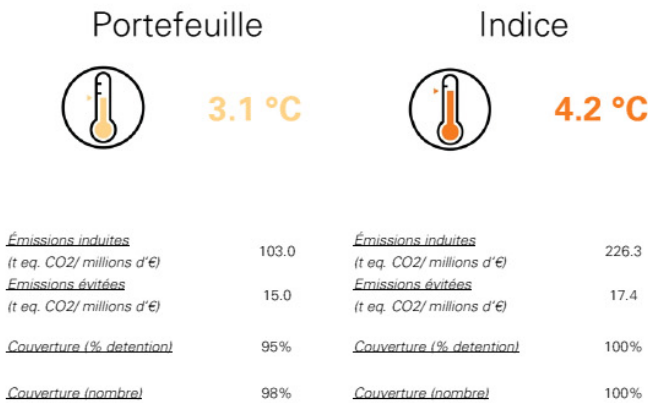 Portefeuille
3.1 °C
Émissions induites
(t eq. CO2/ millions d'€)
103.0
Emissions évitées
(t eq. CO2/ millions d'€)
15.0
Couverture (% detention)
95%
Couverture (nombre)
98%
Indice
4.2 °C
Émissions induites
(t eq. CO2/ millions d'€)
226.3
Emissions évitées
(t eq. CO2/ millions d'€)
17.4
Couverture (% detention)
100%
Couverture (nombre)
100%